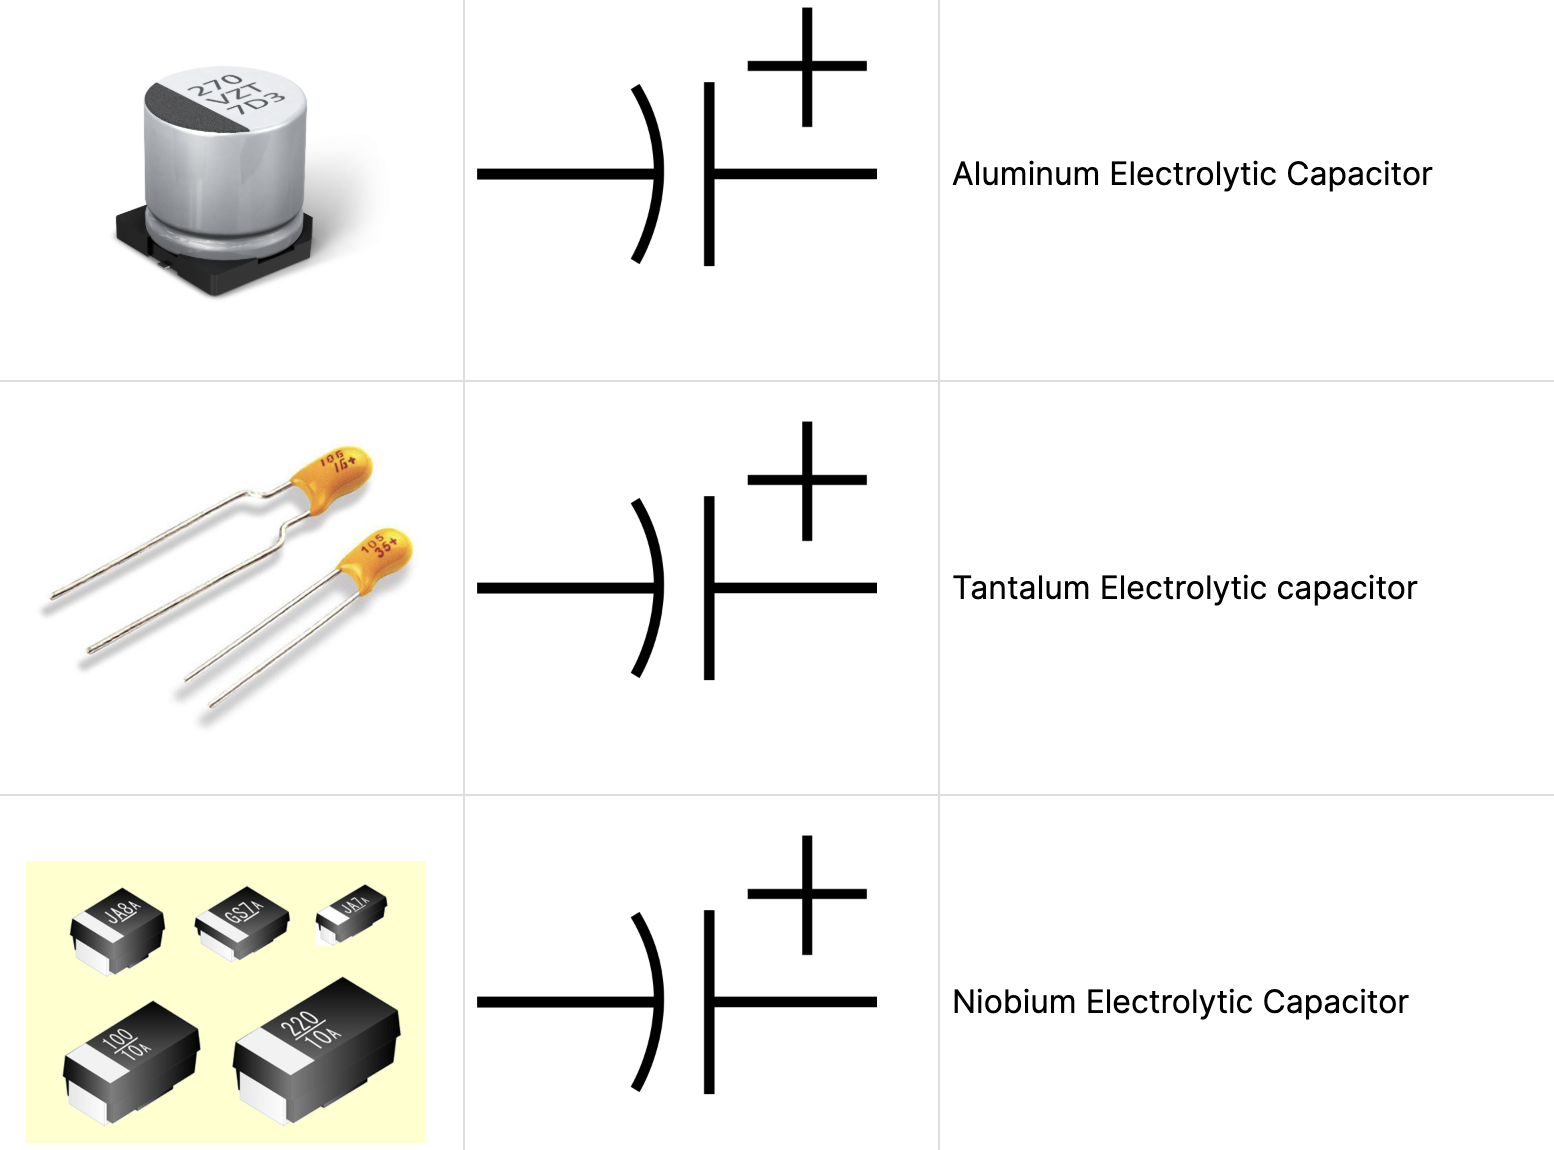 270
VZT
7D3
Aluminum Electrolytic Capacitor
106
16+
105
35+
Tantalum Electrolytic capacitor
JA8A
GS7A
JA7A
100
10A
220
10A
Niobium Electrolytic Capacitor